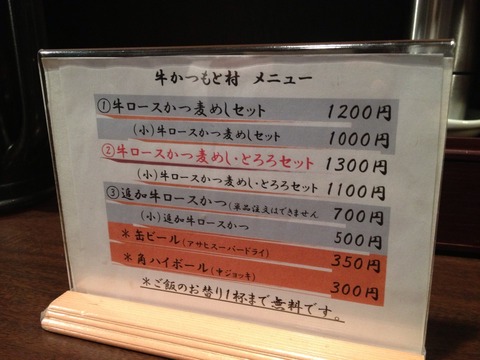 牛かつもと村 メニュー
①牛ロースかつ麦めしセット 1200円
(小)牛ロースかつ麦めしセット 1000円
②牛ロースかつ麦めし・とろろセット 1300円
(小)牛ロースかつ麦めし・とろろセット 1100円
③追加牛ロースかつ(単品注文はできません 700円
(小)追加牛ロースかつ 500円
＊缶ビール(アサヒスーパードライ) 350円
＊角ハイボール(中ジョッキ) 300円
＊ご飯のお替り1杯まで無料です。